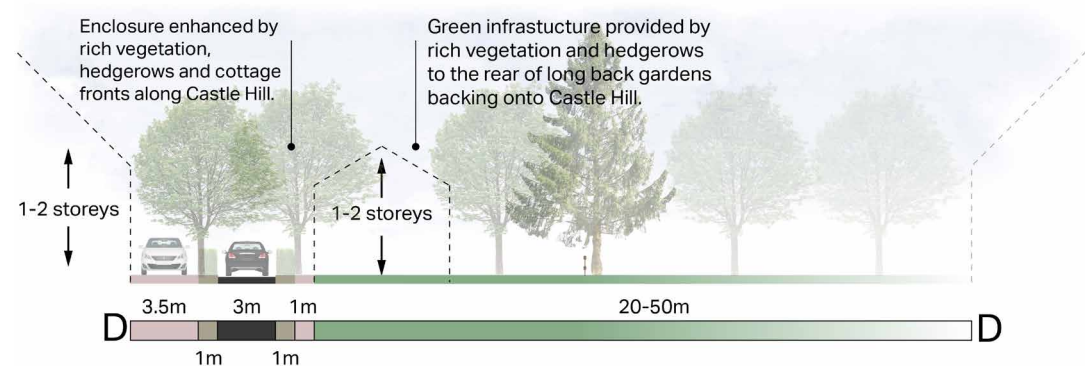 Enclosure enhanced by
rich vegetation,
hedgerows and cottage
fronts along Castle Hill.
Green infrastucture provided by
rich vegetation and hedgerows
to the rear of long back gardens
backing onto Castle Hill.
1-2 storeys
1-2 storeys
3.5m
3m
1m
20-50m
D
D
1m
1m